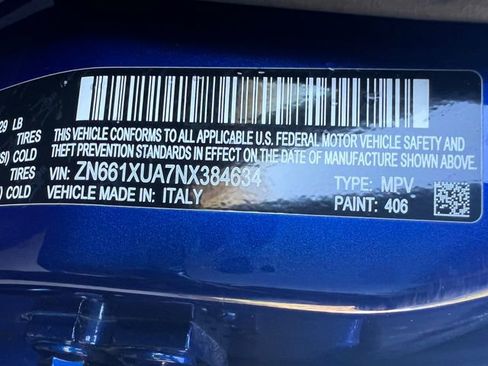 29 LB
TIRES
SI) COLD
TIRES
) COLD
THIS VEHICLE CONFORMS TO ALL APPLICABLE U.S. FEDERAL MOTOR VEHICLE SAFETY AND
THEFT PREVENTION STANDARDS IN EFFECT ON THE DATE OF MANUFACTURE SHOWN ABOVE.
VIN: ZN661XUA7NX384634 TYPE: MPV
VEHICLE MADE IN: ITALY PAINT: 406